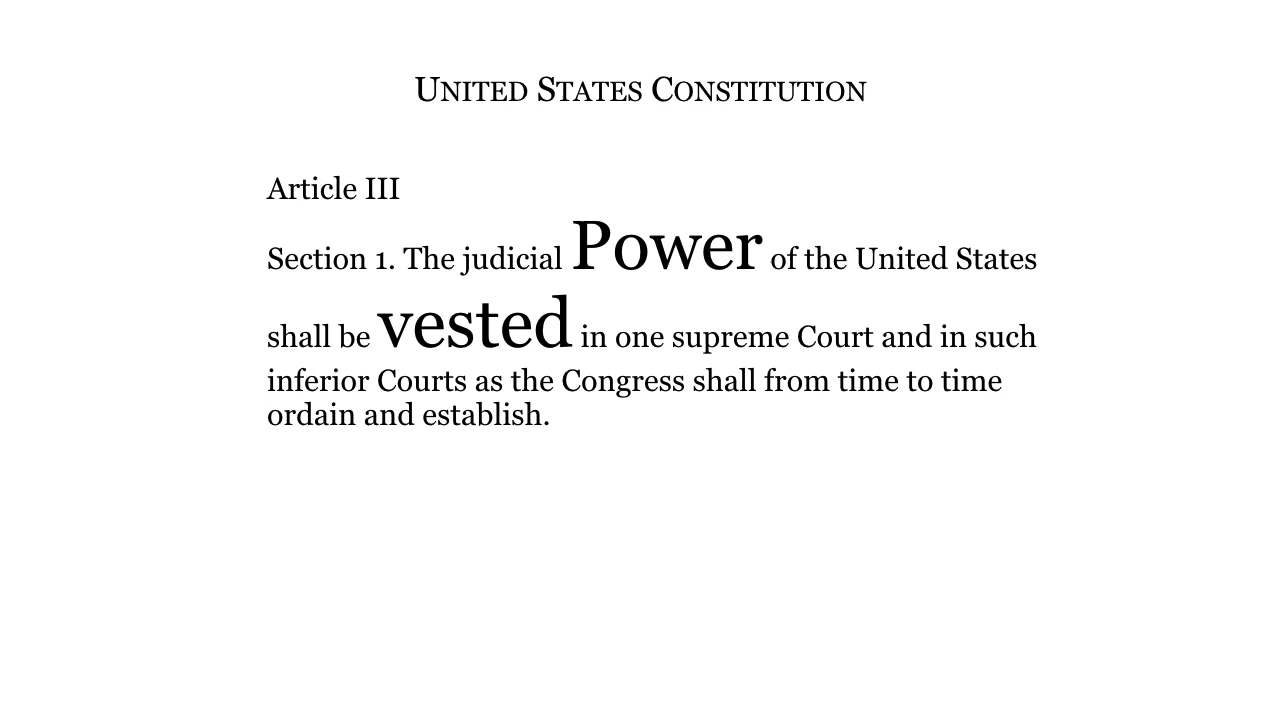 UNITED STATES CONSTITUTION
Article III
Section 1. The judicial Power of the United States
shall be vested in one supreme Court and in such
inferior Courts as the Congress shall from time to time
ordain and establish.